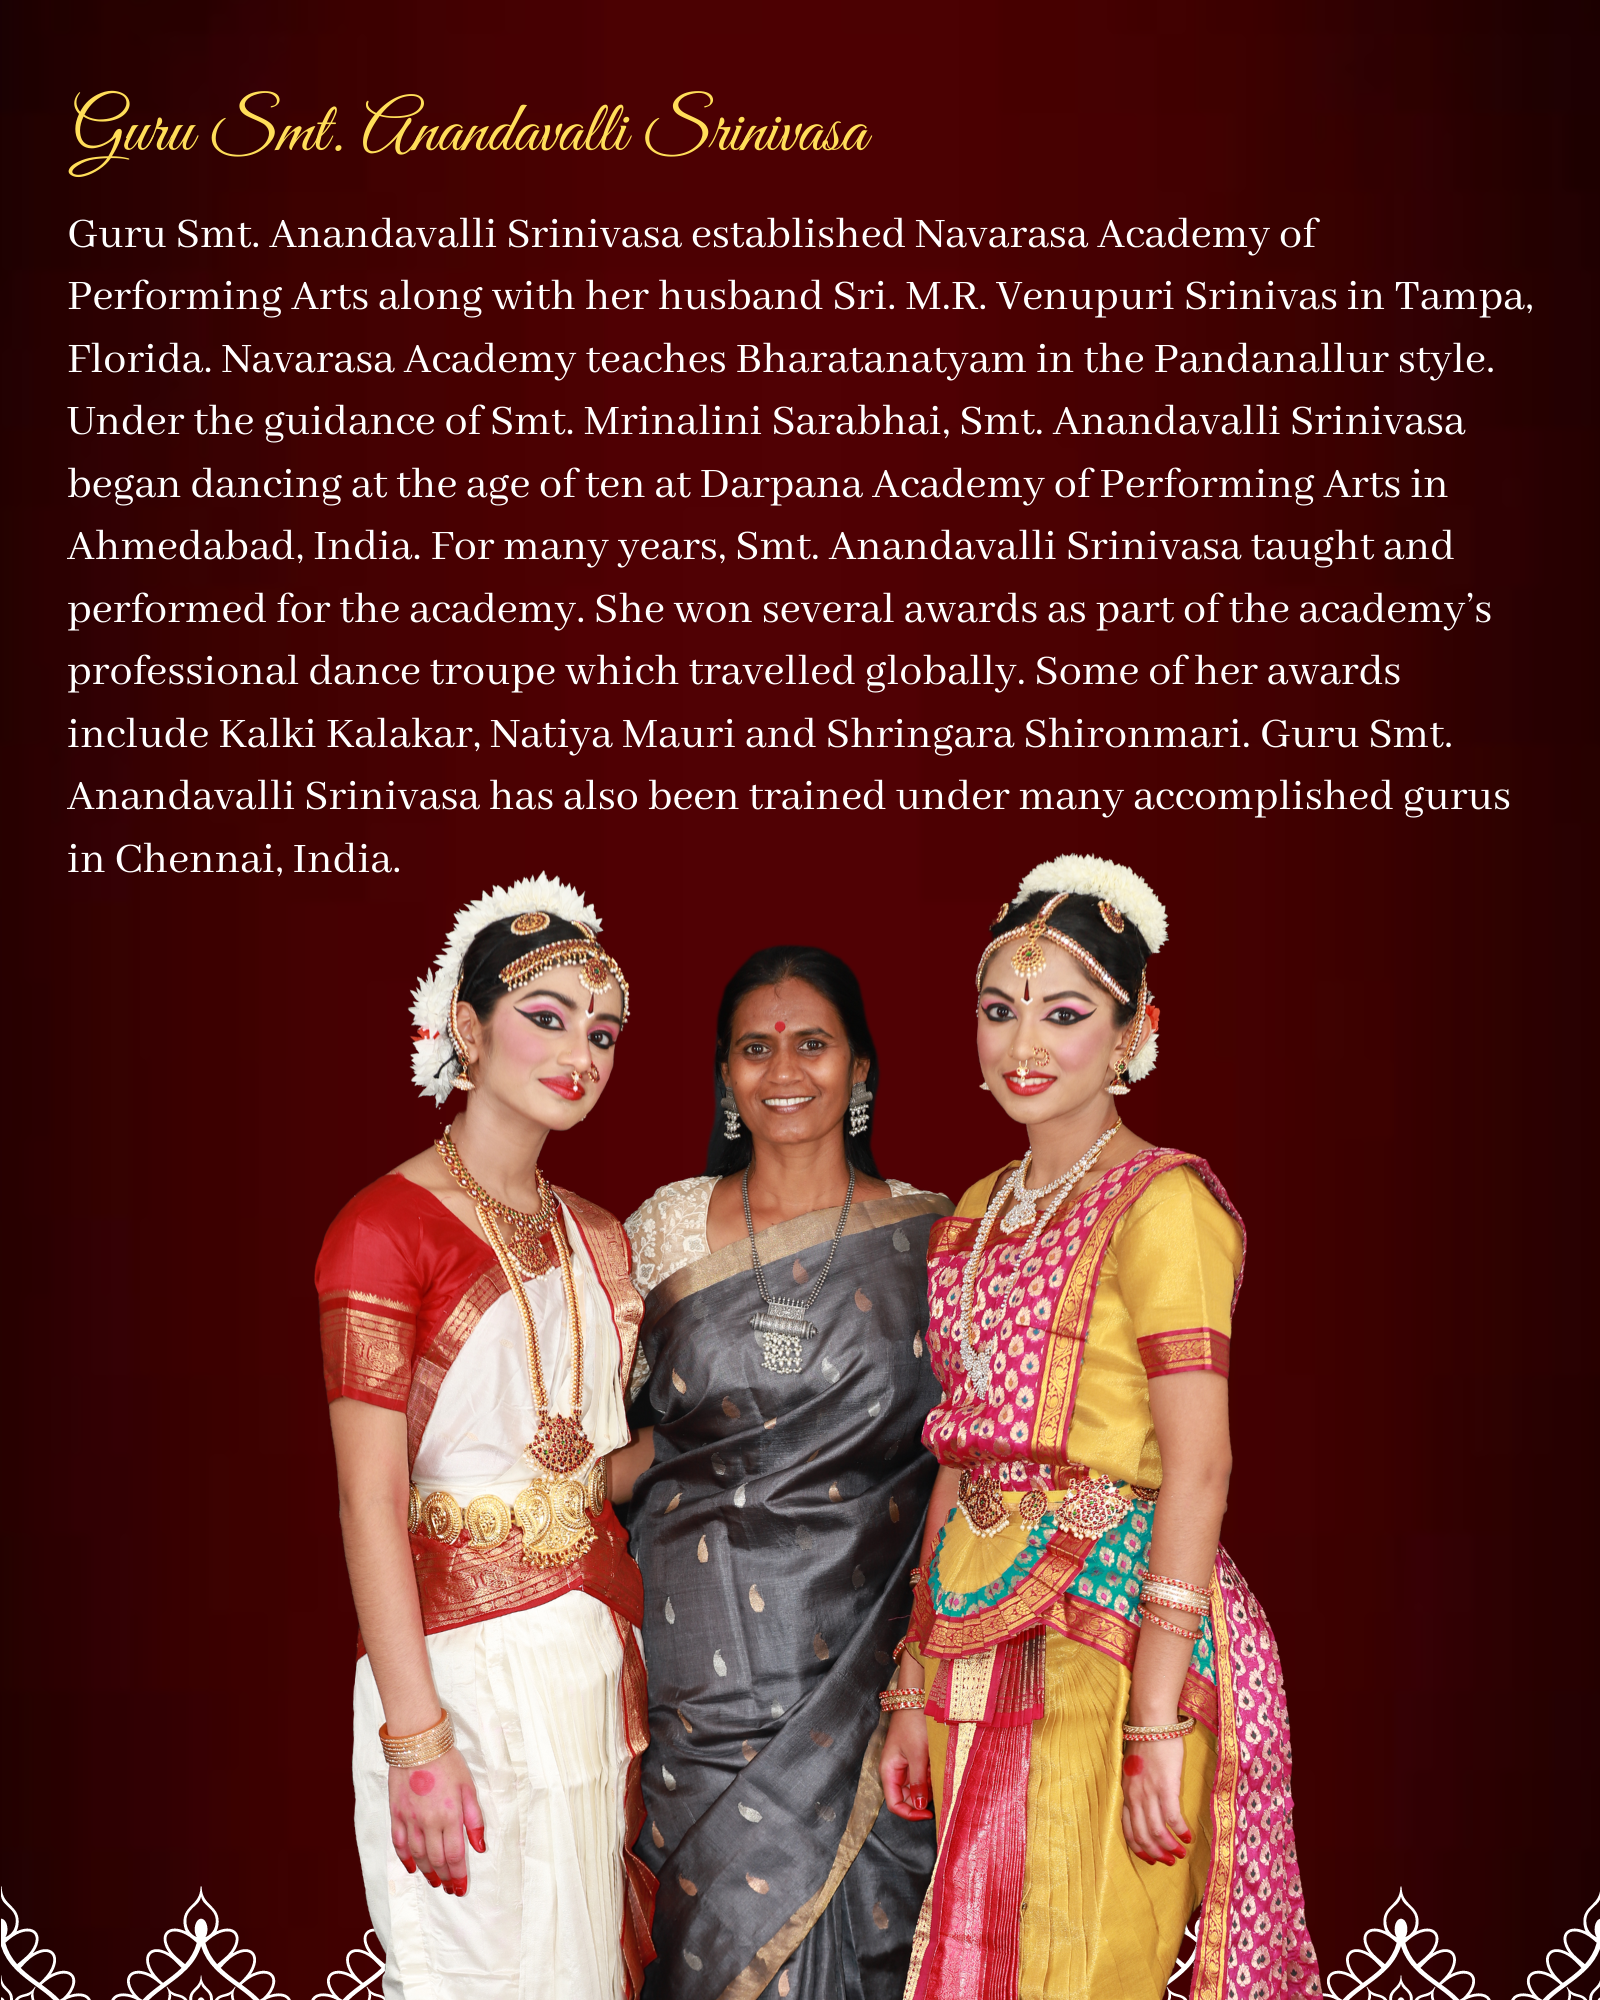 Guru Smt. Anandavalli Srinivasa
Guru Smt. Anandavalli Srinivasa established Navarasa Academy of
Performing Arts along with her husband Sri. M.R. Venupuri Srinivas in Tampa,
Florida. Navarasa Academy teaches Bharatanatyam in the Pandanallur style.
Under the guidance of Smt. Mrinalini Sarabhai, Smt. Anandavalli Srinivasa
began dancing at the age of ten at Darpana Academy of Performing Arts in
Ahmedabad, India. For many years, Smt. Anandavalli Srinivasa taught and
performed for the academy. She won several awards as part of the academy’s
professional dance troupe which travelled globally. Some of her awards
include Kalki Kalakar, Natiya Mauri and Shringara Shironmari. Guru Smt.
Anandavalli Srinivasa has also been trained under many accomplished gurus
in Chennai, India.